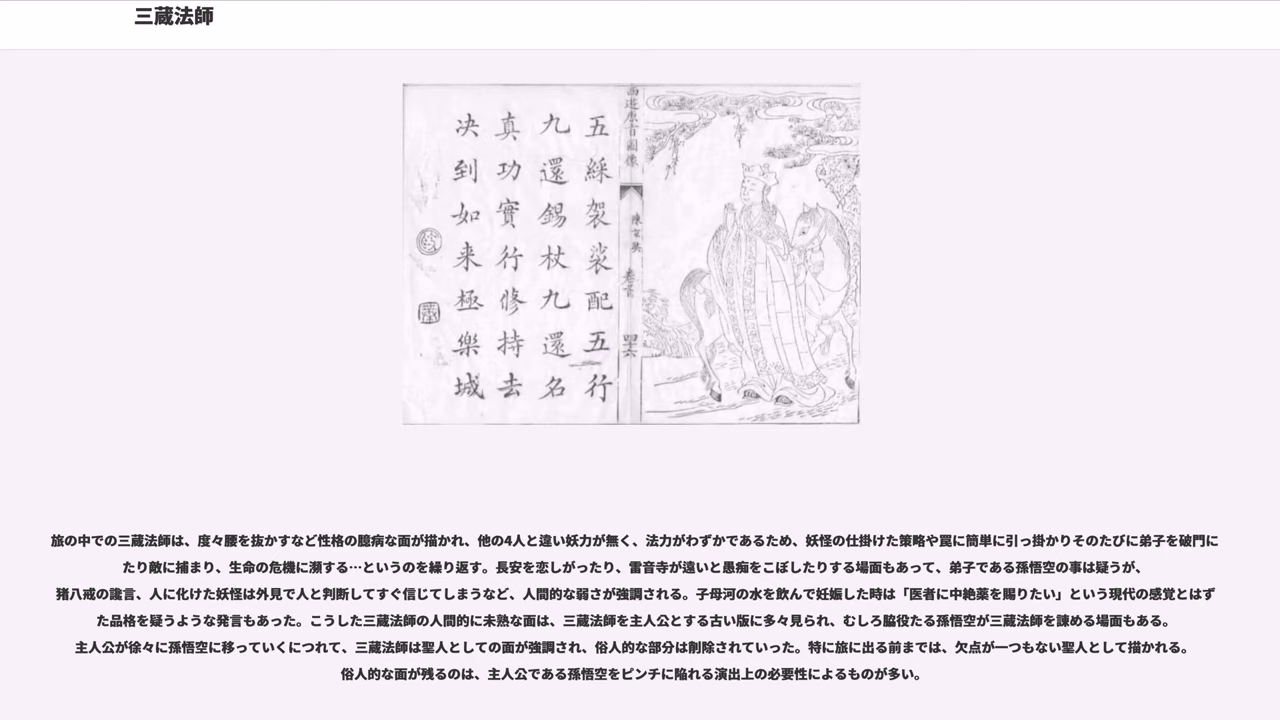 三蔵法師
五綵袈裟配五行
九還錫杖九還名
真功實行修持去
决到如来極樂城
西遊原旨圖像
陳玄奘
卷首
四十六
旅の中での三蔵法師は、度々腰を抜かすなど性格の臆病な面が描かれ、他の4人と違い妖力が無く、法力がわずかであるため、妖怪の仕掛けた策略や罠に簡単に引っ掛かりそのたびに弟子を破門に
たり敵に捕まり、生命の危機に瀕する…というのを繰り返す。長安を恋しがったり、雷音寺が遠いと愚痴をこぼしたりする場面もあって、弟子である孫悟空の事は疑うが、
猪八戒の讒言、人に化けた妖怪は外見で人と判断してすぐ信じてしまうなど、人間的な弱さが強調される。子母河の水を飲んで妊娠した時は「医者に中絶薬を賜りたい」という現代の感覚とはず
た品格を疑うような発言もあった。こうした三蔵法師の人間的に未熟な面は、三蔵法師を主人公とする古い版に多々見られ、むしろ脇役たる孫悟空が三蔵法師を諌める場面もある。
主人公が徐々に孫悟空に移っていくにつれて、三蔵法師は聖人としての面が強調され、俗人的な部分は削除されていった。特に旅に出る前までは、欠点が一つもない聖人として描かれる。
俗人的な面が残るのは、主人公である孫悟空をピンチに陥れる演出上の必要性によるものが多い。